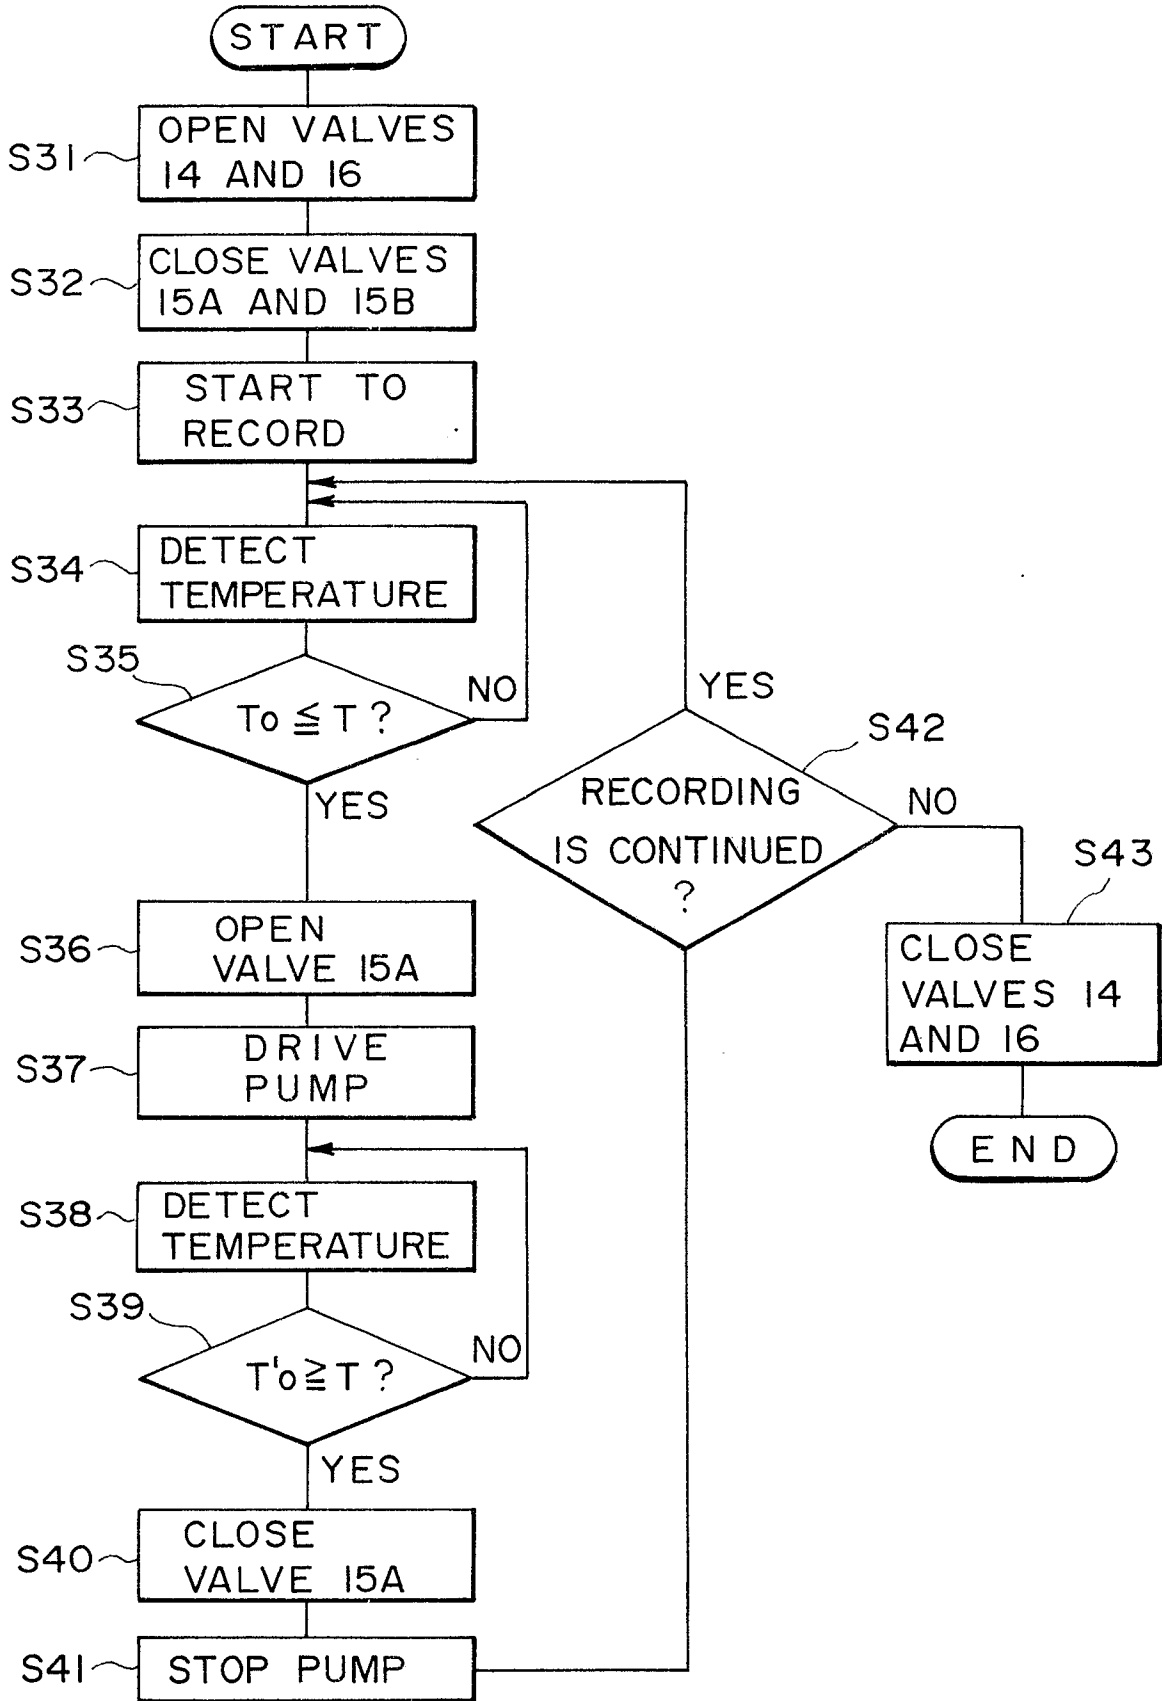 START
S31
OPEN VALVES
14 AND 16
S32
CLOSE VALVES
15A AND 15B
S33
START TO
RECORD
S34
DETECT
TEMPERATURE
S35
To ≦ T ?
NO
YES
S36
OPEN
VALVE 15A
S37
DRIVE
PUMP
S38
DETECT
TEMPERATURE
S39
T'o ≧ T ?
NO
YES
S40
CLOSE
VALVE 15A
S41
STOP PUMP
YES
S42
RECORDING
IS CONTINUED
?
NO
S43
CLOSE
VALVES 14
AND 16
END